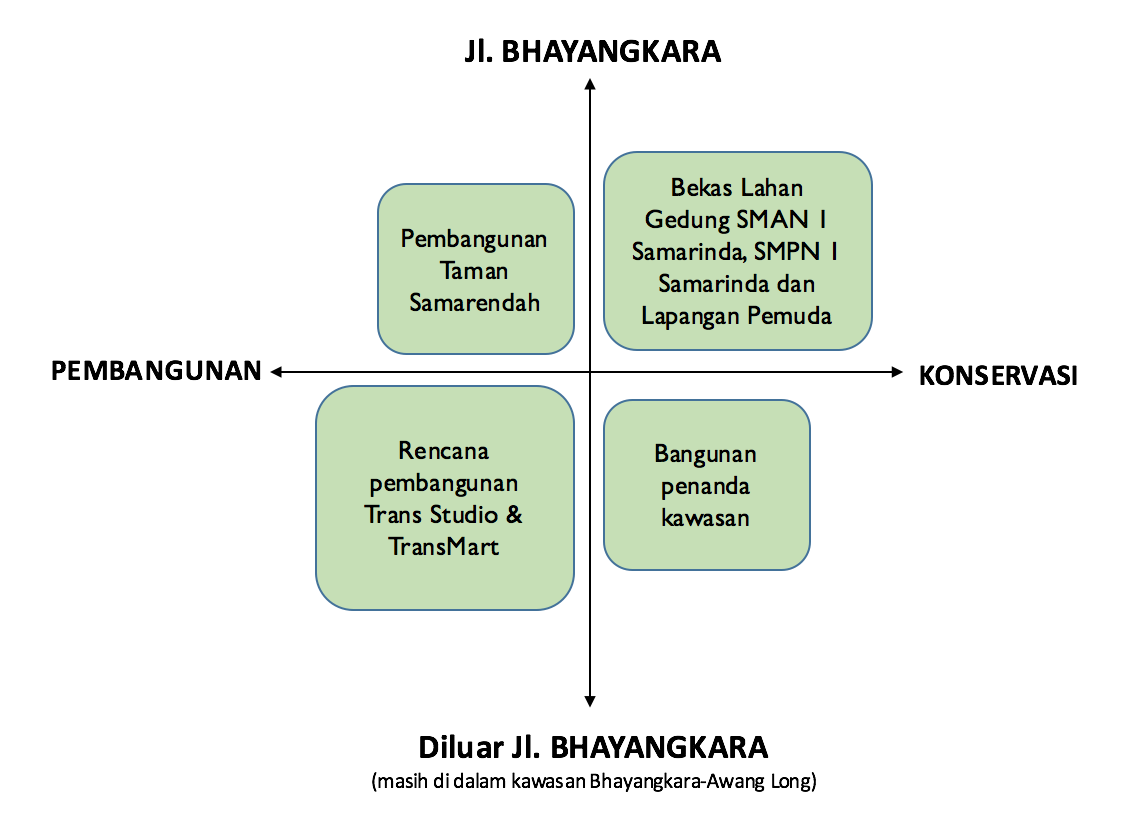 Jl. BHAYANGKARA
Pembangunan
Taman
Samarendah
Bekas Lahan
Gedung SMAN 1
Samarinda, SMPN 1
Samarinda dan
Lapangan Pemuda
PEMBANGUNAN
KONSERVASI
Rencana
pembangunan
Trans Studio &
TransMart
Bangunan
penanda
kawasan
Diluar Jl. BHAYANGKARA
(masih di dalam kawasan Bhayangkara-Awang Long)